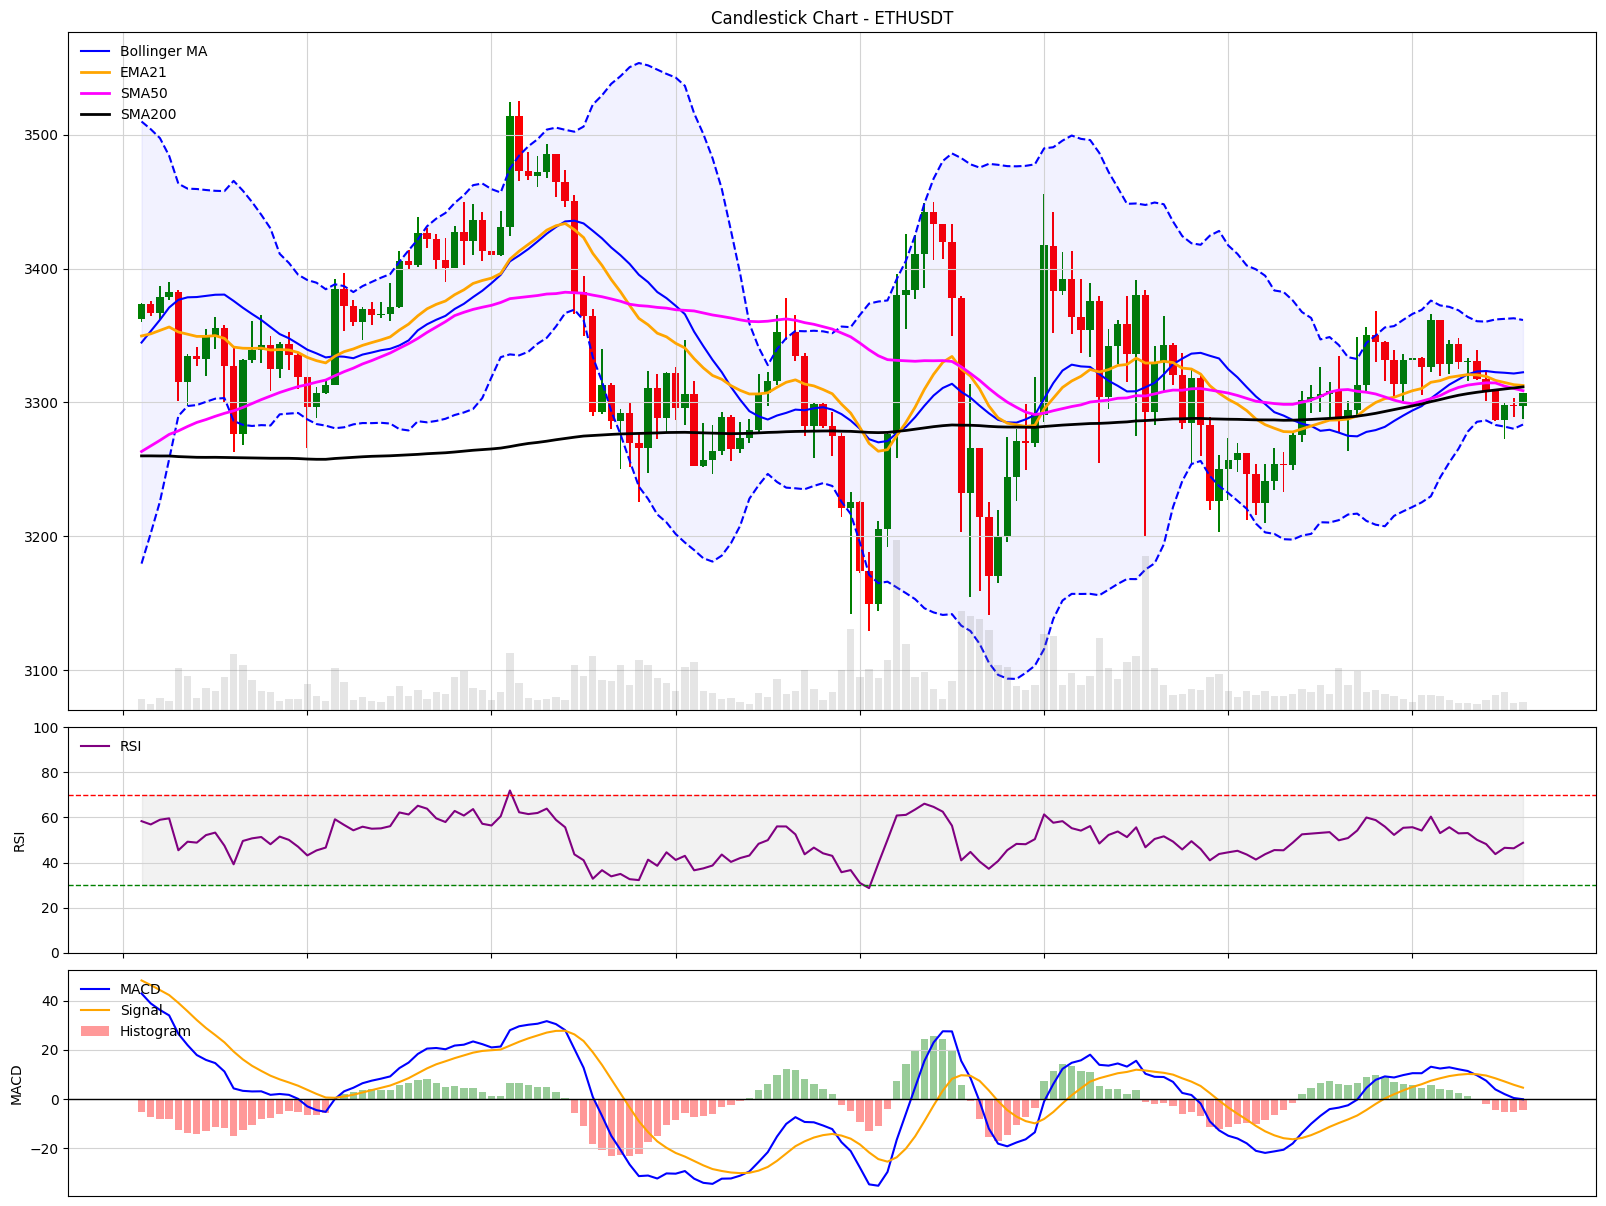 Candlestick Chart - ETHUSDT
Bollinger MA
EMA21
SMA50
SMA200
3500
3400
3300
3200
3100
RSI
100
80
60
40
20
0
RSI
MACD
Signal
Histogram
40
20
0
−20
MACD